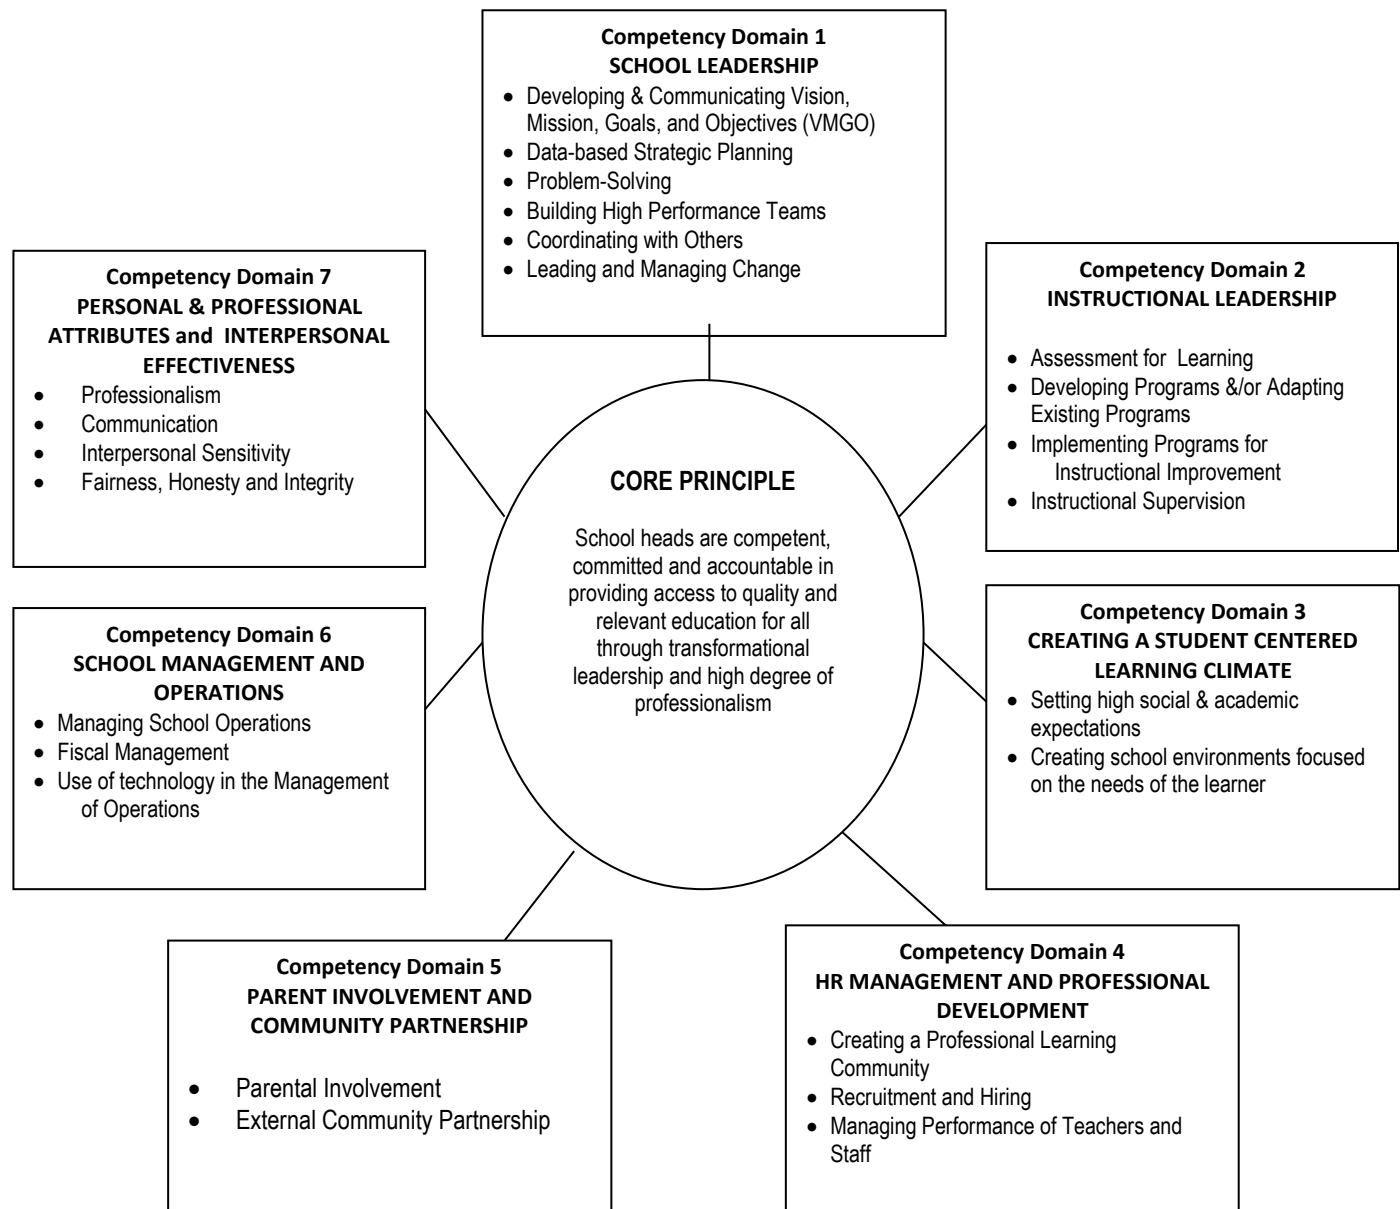 Competency Domain 1
SCHOOL LEADERSHIP
• Developing & Communicating Vision,
Mission, Goals, and Objectives (VMGO)
• Data-based Strategic Planning
• Problem-Solving
• Building High Performance Teams
• Coordinating with Others
• Leading and Managing Change
Competency Domain 7
PERSONAL & PROFESSIONAL
ATTRIBUTES and INTERPERSONAL
EFFECTIVENESS
• Professionalism
• Communication
• Interpersonal Sensitivity
• Fairness, Honesty and Integrity
Competency Domain 2
INSTRUCTIONAL LEADERSHIP
• Assessment for Learning
• Developing Programs &/or Adapting
Existing Programs
• Implementing Programs for
Instructional Improvement
• Instructional Supervision
CORE PRINCIPLE
School heads are competent,
committed and accountable in
providing access to quality and
relevant education for all
through transformational
leadership and high degree of
professionalism
Competency Domain 6
SCHOOL MANAGEMENT AND
OPERATIONS
• Managing School Operations
• Fiscal Management
• Use of technology in the Management
of Operations
Competency Domain 3
CREATING A STUDENT CENTERED
LEARNING CLIMATE
• Setting high social & academic
expectations
• Creating school environments focused
on the needs of the learner
Competency Domain 5
PARENT INVOLVEMENT AND
COMMUNITY PARTNERSHIP
• Parental Involvement
• External Community Partnership
Competency Domain 4
HR MANAGEMENT AND PROFESSIONAL
DEVELOPMENT
• Creating a Professional Learning
Community
• Recruitment and Hiring
• Managing Performance of Teachers and
Staff